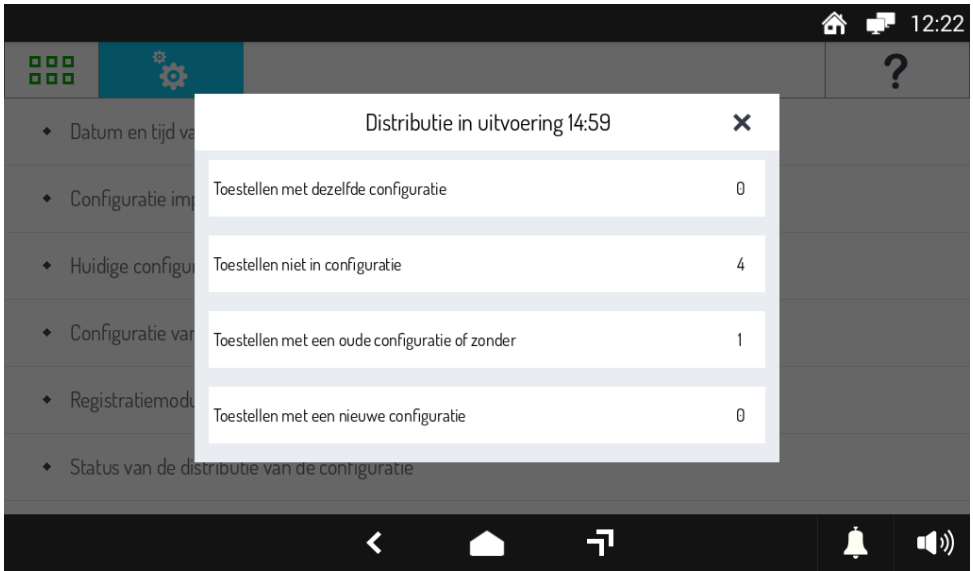 12:22
?
Distributie in uitvoering 14:59
Datum en tijd va
Toestellen met dezelfde configuratie 0
Configuratie imp
Toestellen niet in configuratie 4
Huidige configu
Toestellen met een oude configuratie of zonder 1
Configuratie van
Toestellen met een nieuwe configuratie 0
Registratiemodu
Status van de distributie van de configuratie